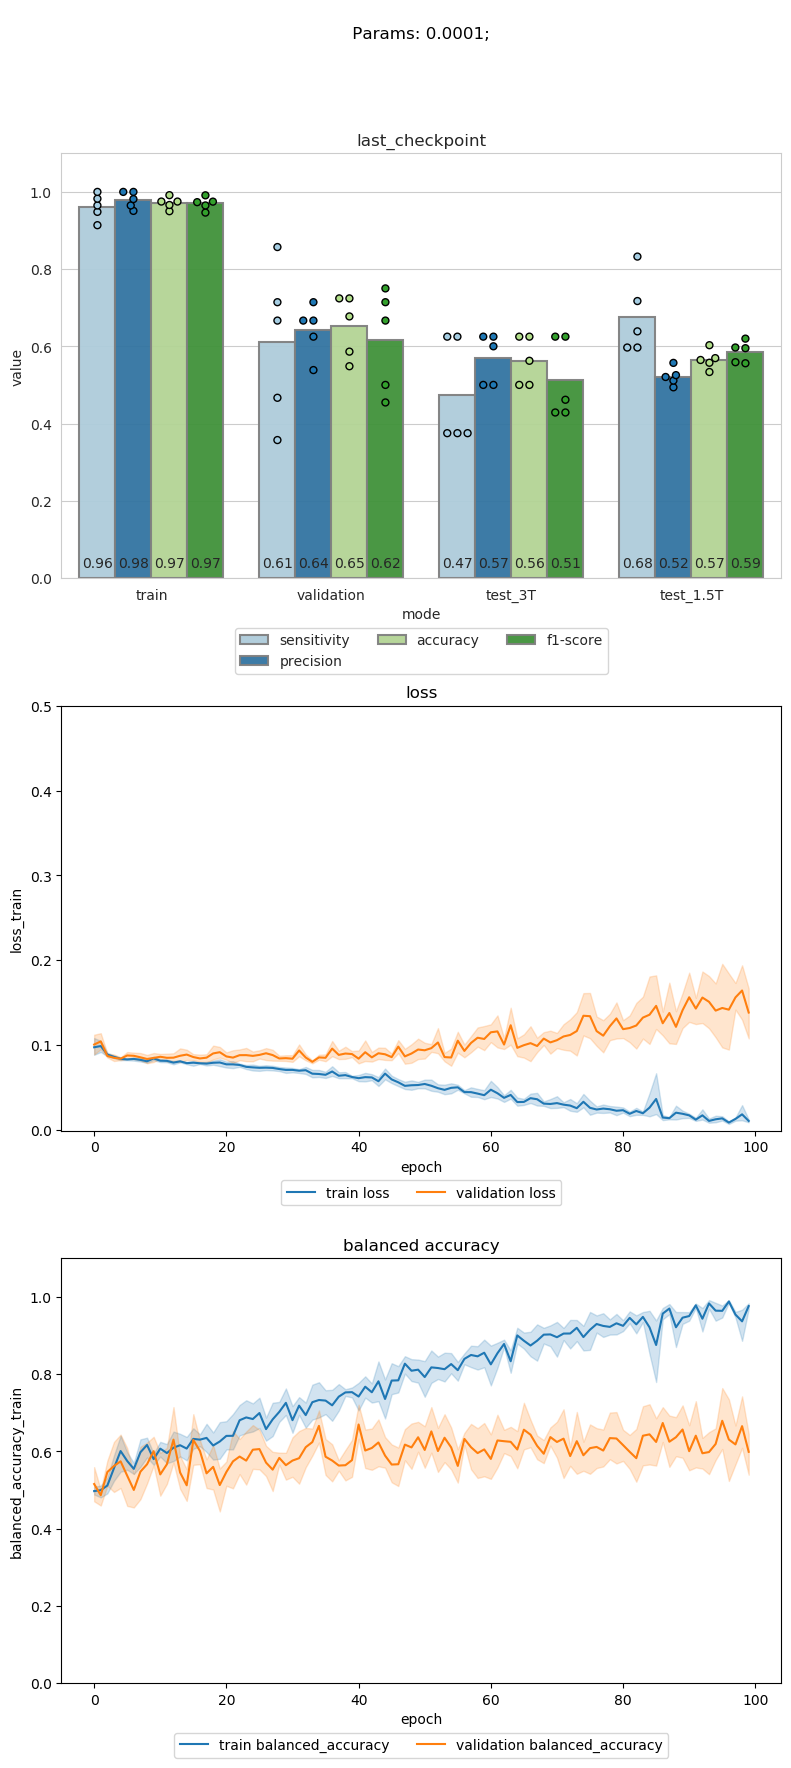 Params: 0.0001;
last_checkpoint
1.0
0.8
0.6
0.4
0.2
0.0
value
0.96 0.98 0.97 0.97 0.61 0.64 0.65 0.62 0.47 0.57 0.56 0.51 0.68 0.52 0.57 0.59
train validation test_3T test_1.5T
mode
sensitivity accuracy f1-score
precision
loss
0.5
0.4
0.3
0.2
0.1
0.0
loss_train
0 20 40 60 80 100
epoch
train loss validation loss
balanced accuracy
1.0
0.8
0.6
0.4
0.2
0.0
balanced_accuracy_train
0 20 40 60 80 100
epoch
train balanced_accuracy validation balanced_accuracy